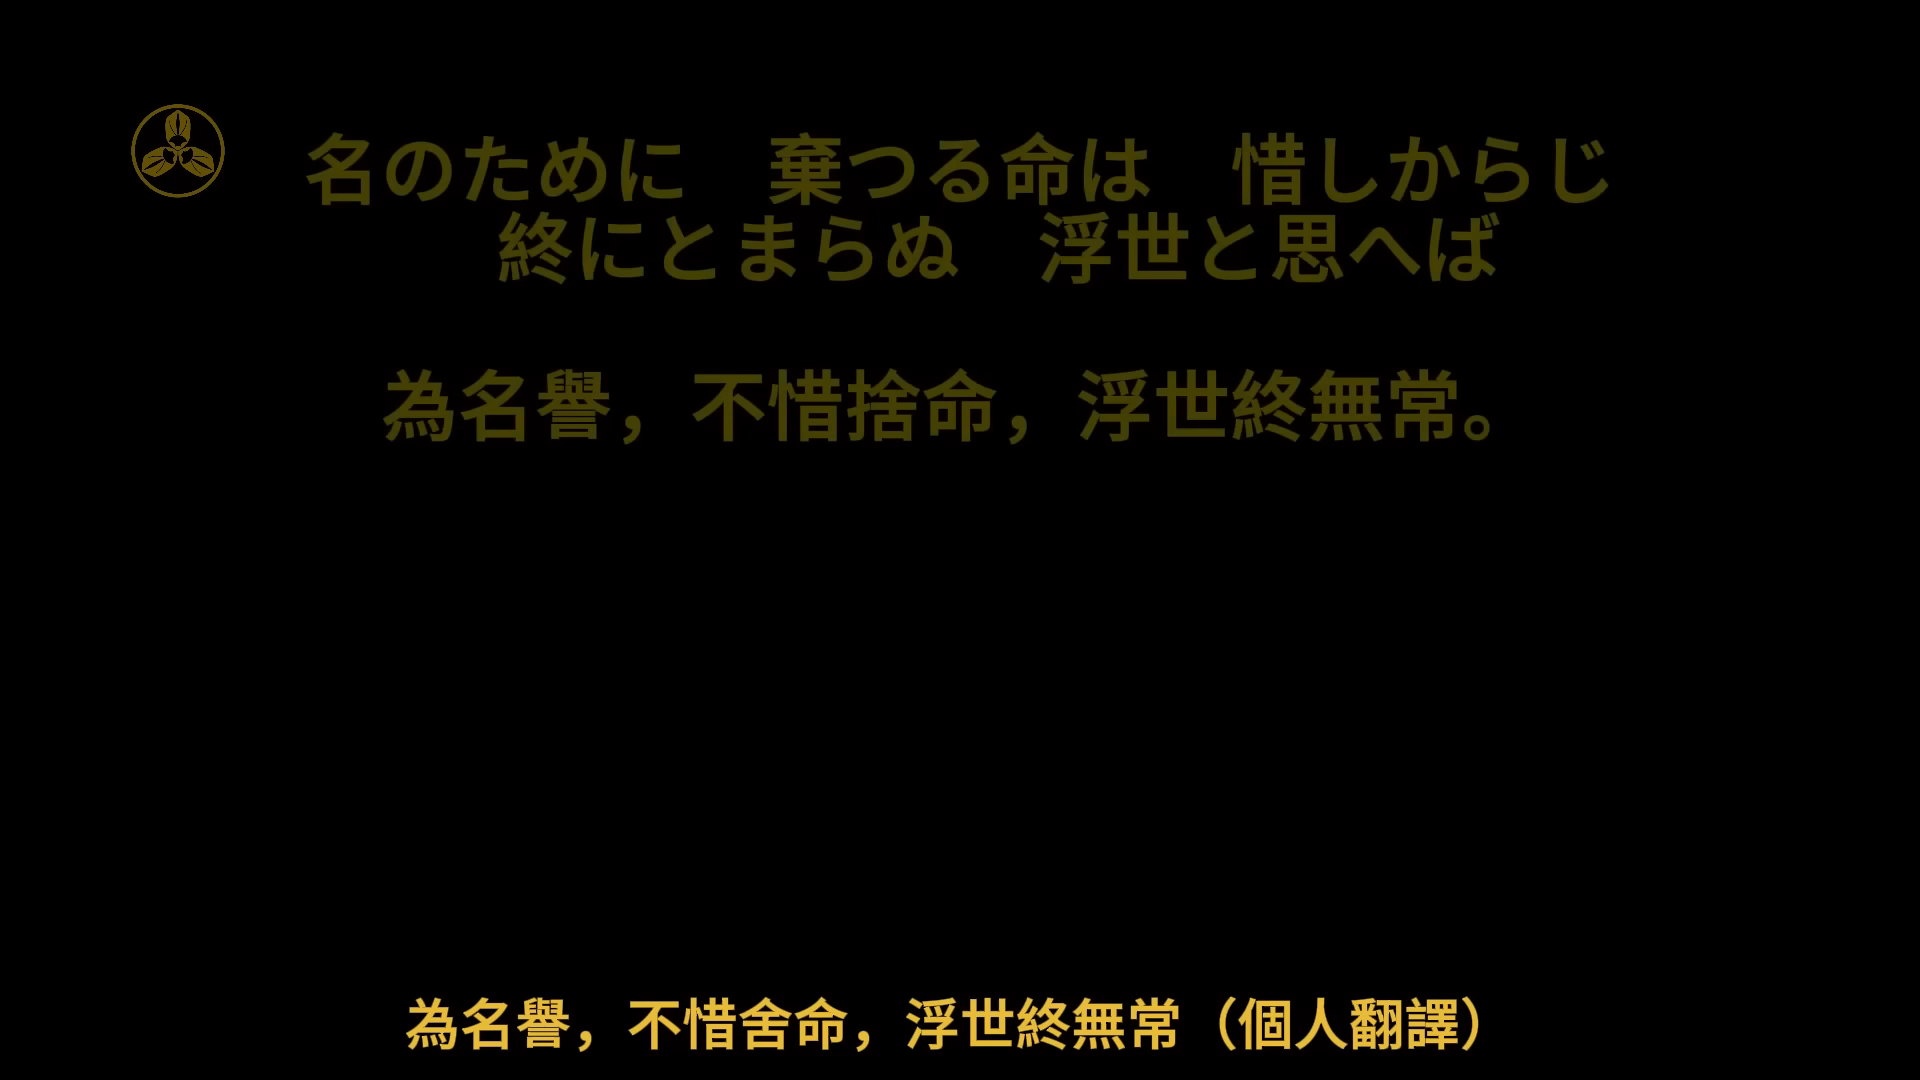 名のために　棄つる命は　惜しからじ
終にとまらぬ　浮世と思へば
為名譽，不惜捨命，浮世終無常。
為名譽，不惜舍命，浮世終無常（個人翻譯）